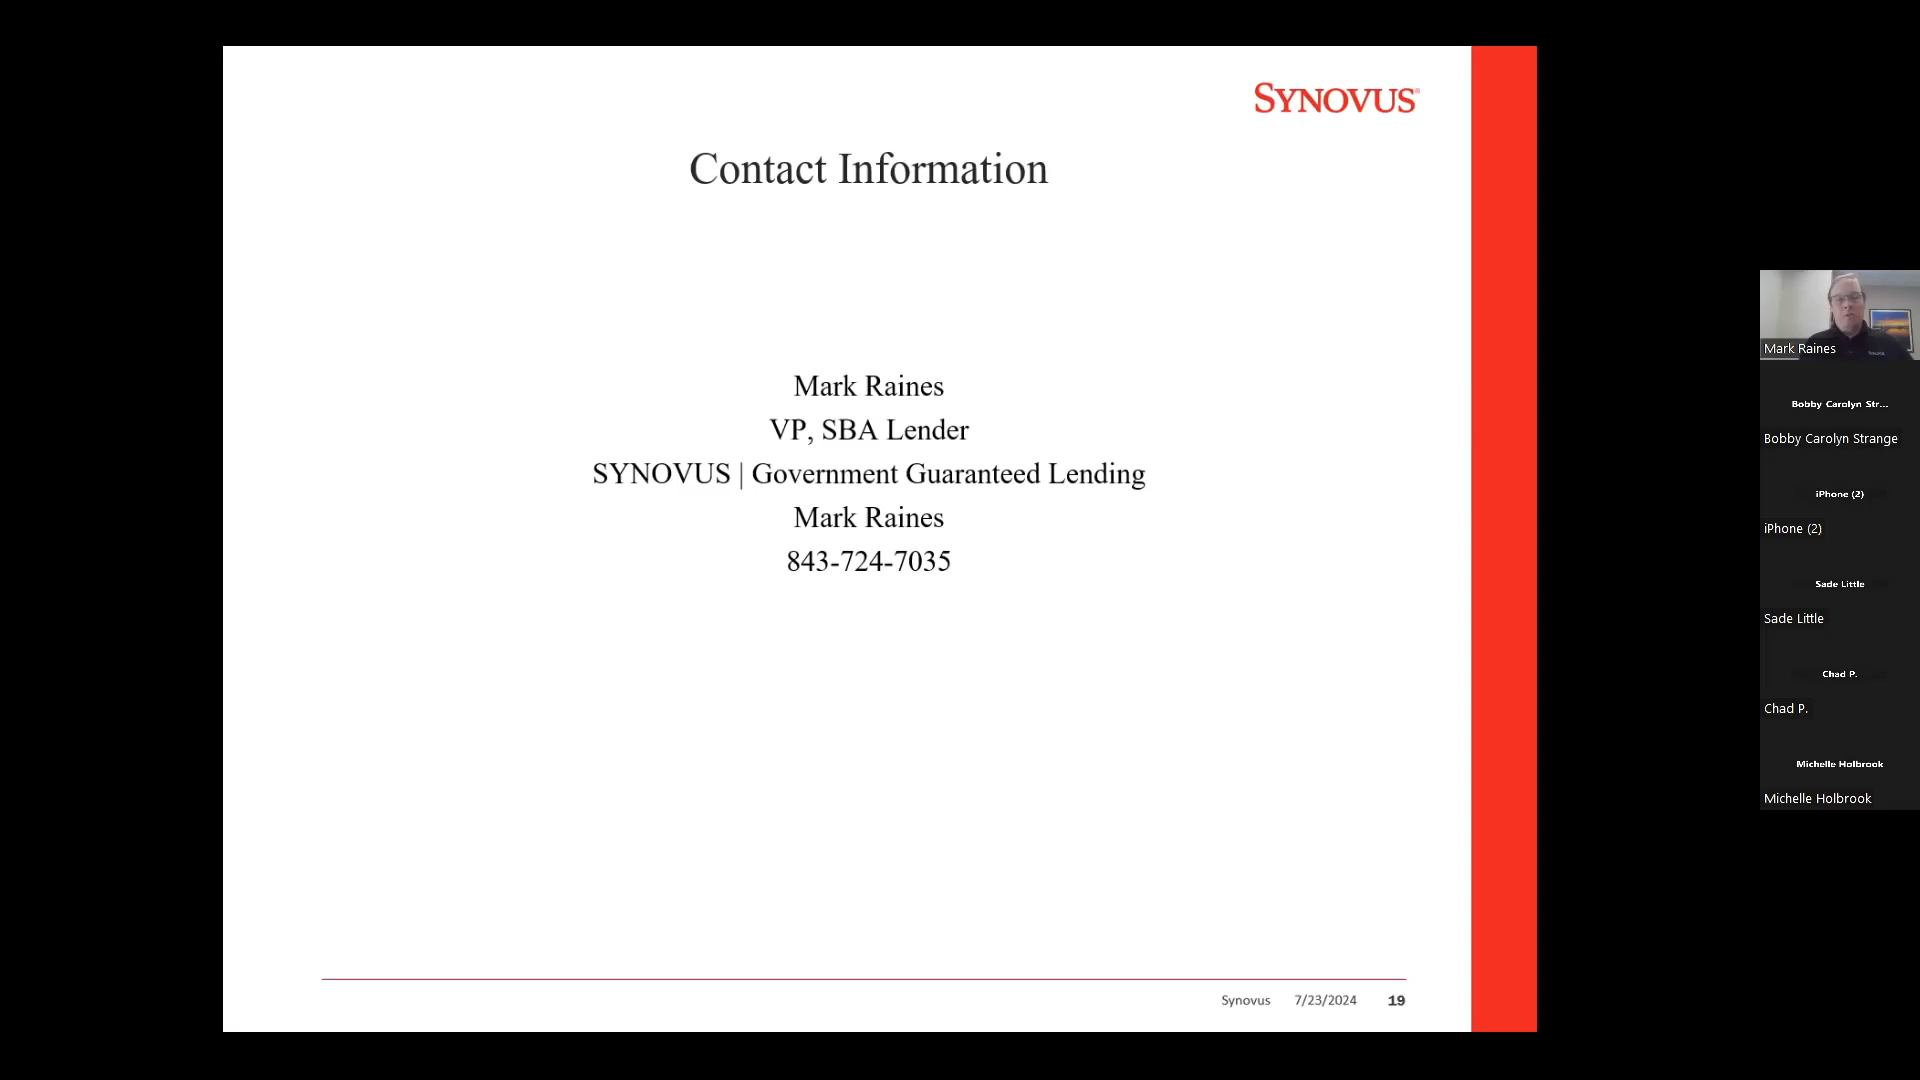 SYNOVUS®
Contact Information
Mark Raines
VP, SBA Lender
SYNOVUS | Government Guaranteed Lending
Mark Raines
843-724-7035
Synovus 7/23/2024 19
Mark Raines
Bobby Carolyn Str...
Bobby Carolyn Strange
iPhone (2)
iPhone (2)
Sade Little
Sade Little
Chad P.
Chad P.
Michelle Holbrook
Michelle Holbrook